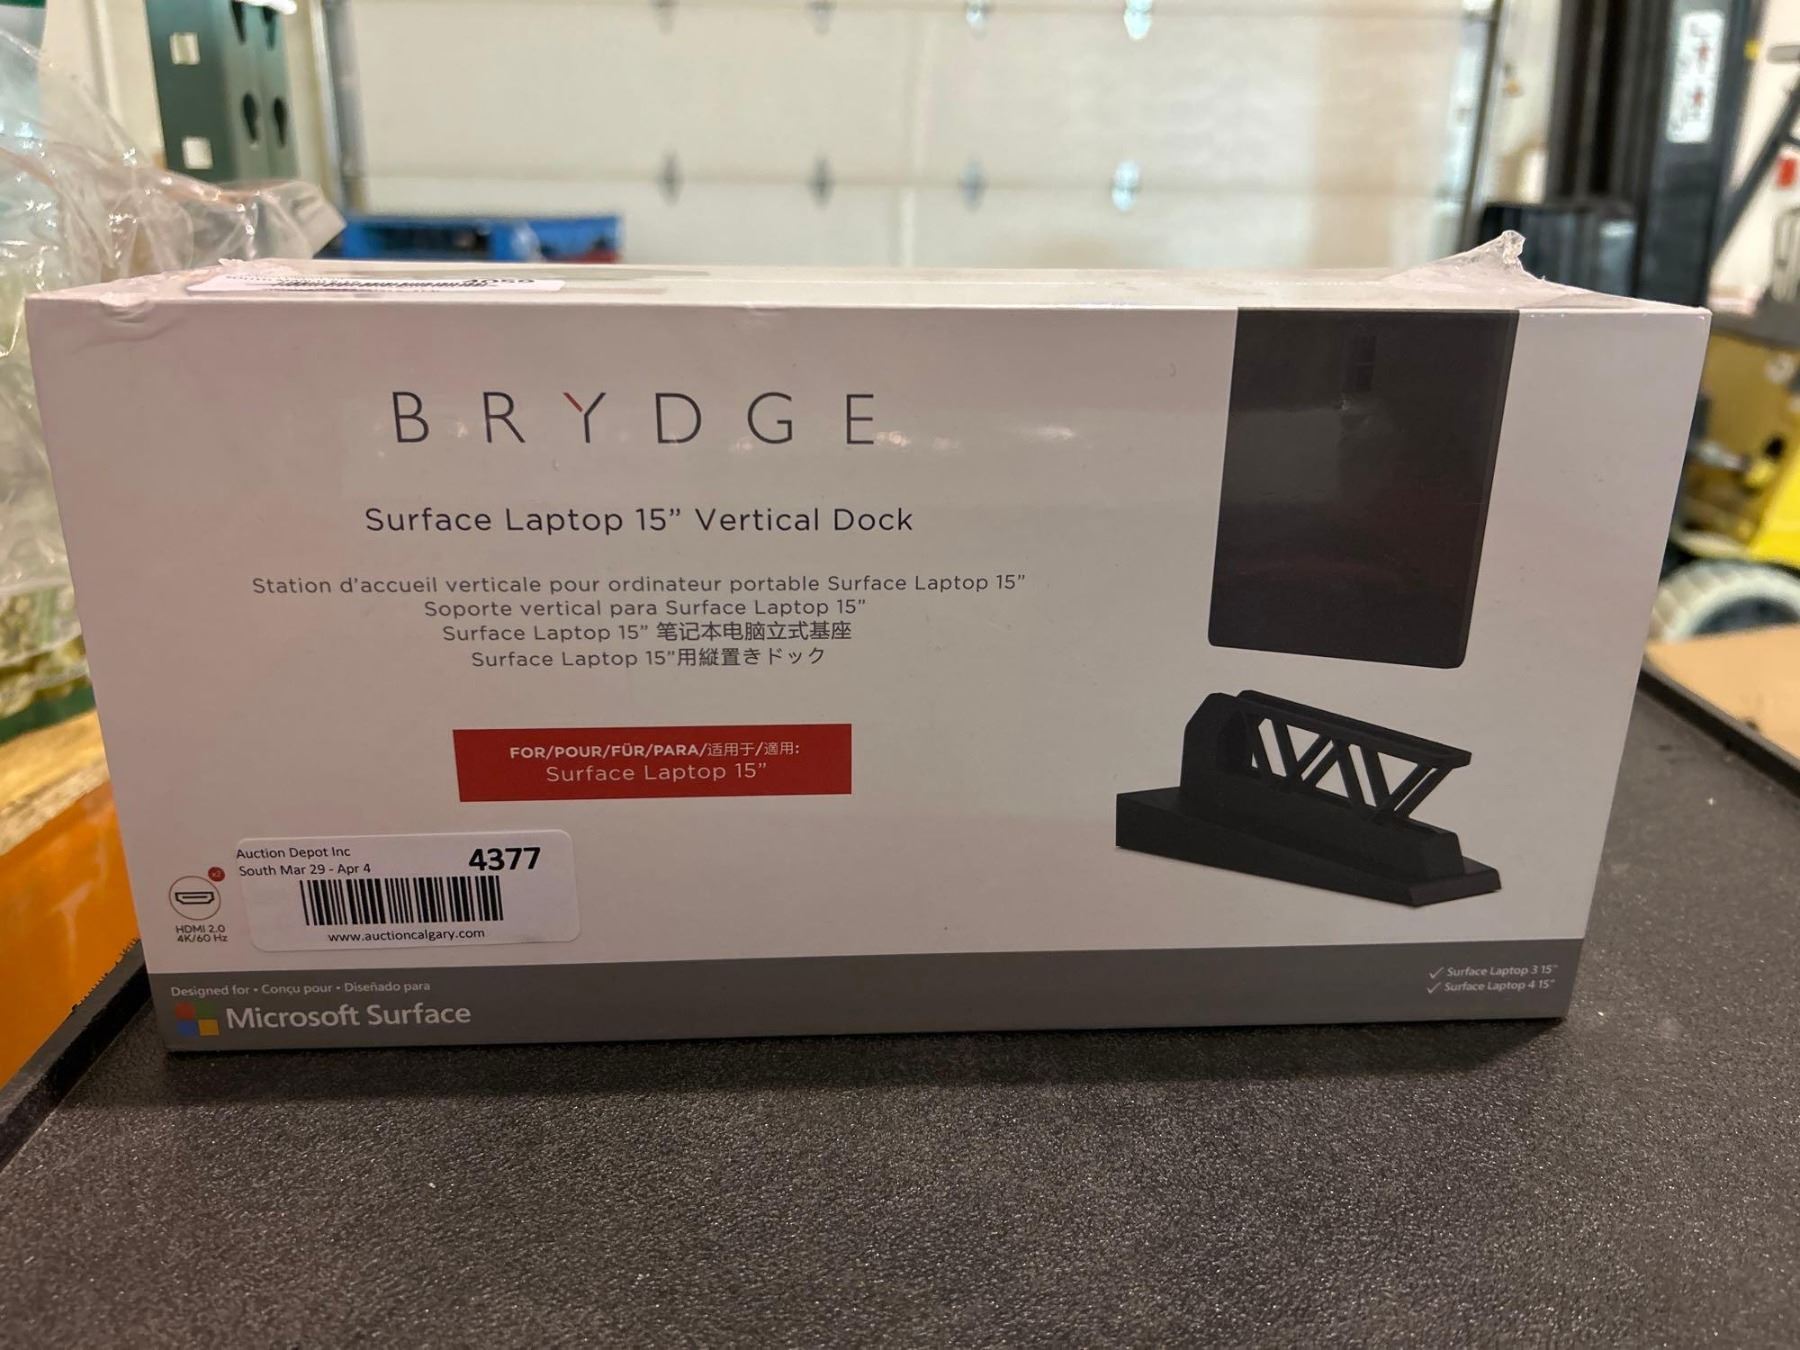 B R Y D G E
Surface Laptop 15” Vertical Dock
Station d’accueil verticale pour ordinateur portable Surface Laptop 15”
Soporte vertical para Surface Laptop 15”
Surface Laptop 15” 笔记本电脑立式基座
Surface Laptop 15”用縦置きドック
FOR/POUR/FÜR/PARA/适用于/適用:
Surface Laptop 15”
Auction Depot Inc
4377
South Mar 29 - Apr 4
www.auctioncalgary.com
x2
HDMI 2.0
4K/60 Hz
Designed for • Conçu pour • Diseñado para
Microsoft Surface
Surface Laptop 3 15”
Surface Laptop 4 15”